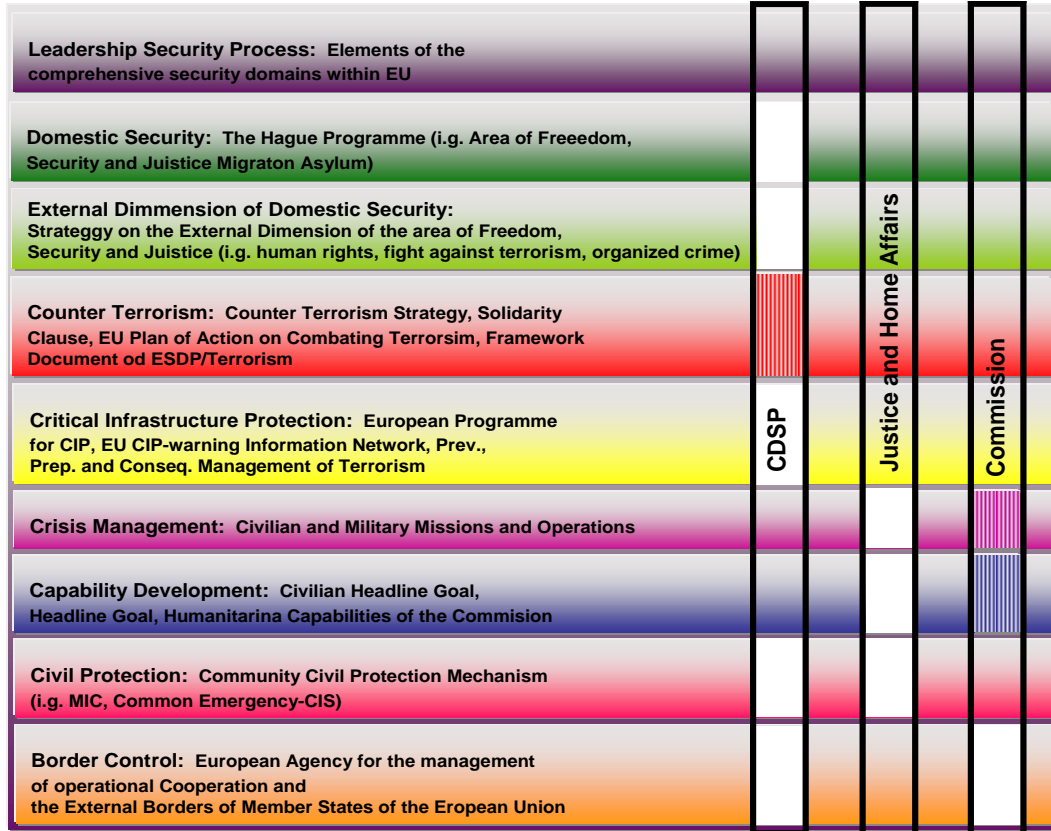 Leadership Security Process: Elements of the
comprehensive security domains within EU
Domestic Security: The Hague Programme (i.g. Area of Freeedom,
Security and Juistice Migraton Asylum)
External Dimmension of Domestic Security:
Strateggy on the External Dimension of the area of Freedom,
Security and Juistice (i.g. human rights, fight against terrorism, organized crime)
Counter Terrorism: Counter Terrorism Strategy, Solidarity
Clause, EU Plan of Action on Combating Terrorsim, Framework
Document od ESDP/Terrorism
Critical Infrastructure Protection: European Programme
for CIP, EU CIP-warning Information Network, Prev.,
Prep. and Conseq. Management of Terrorism
Crisis Management: Civilian and Military Missions and Operations
Capability Development: Civilian Headline Goal,
Headline Goal, Humanitarina Capabilities of the Commision
Civil Protection: Community Civil Protection Mechanism
(i.g. MIC, Common Emergency-CIS)
Border Control: European Agency for the management
of operational Cooperation and
the External Borders of Member States of the Eropean Union
CDSP
Justice and Home Affairs
Commission